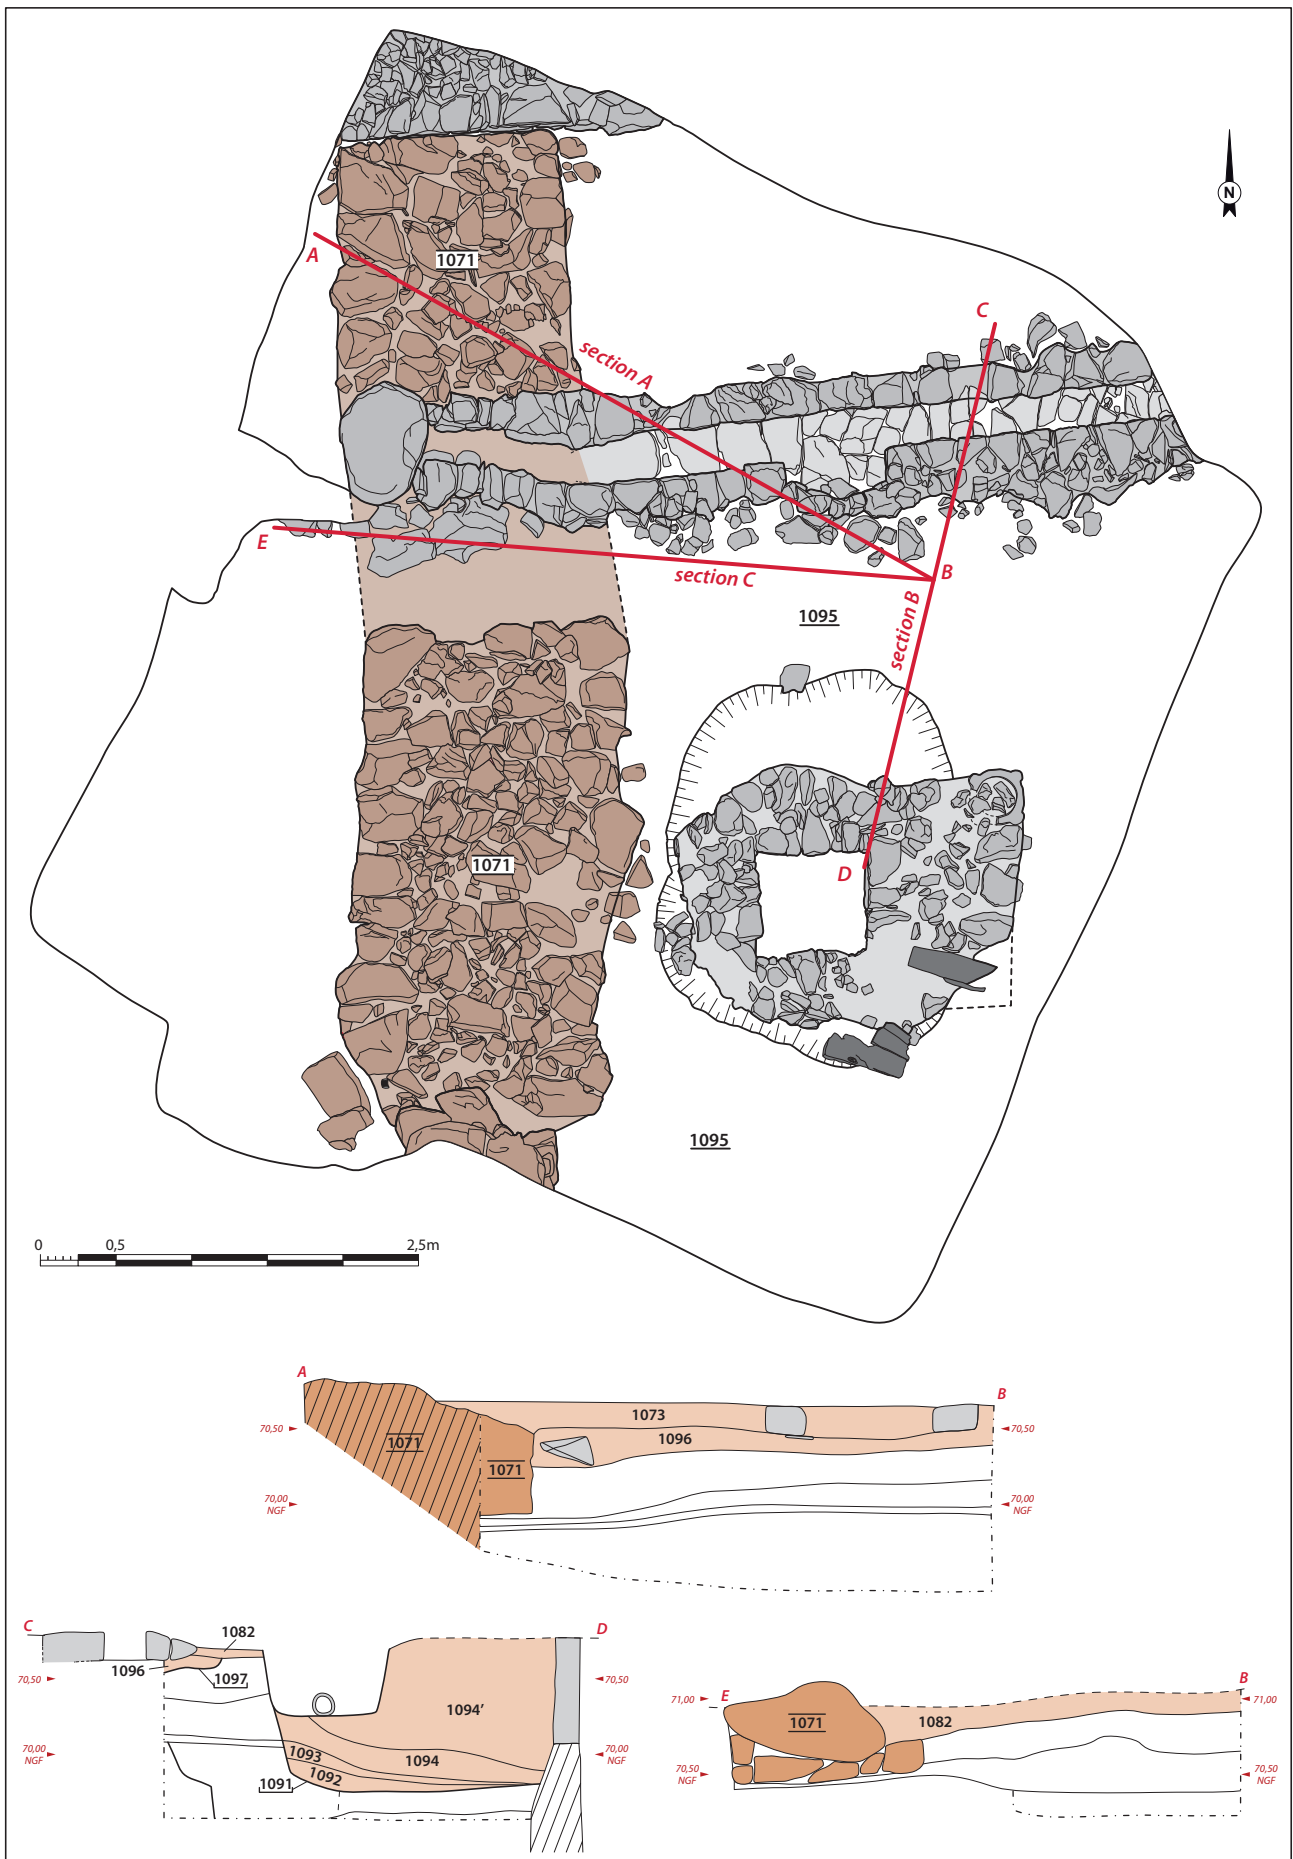 N
A
1071
section A
C
E
section C
B
1095
section B
1071
D
1095
0 0,5 2,5m
A
B
1073
70,50
70,50
1071
1096
1071
70,00
NGF
70,00
NGF
C
1082
D
1096
1097
70,50
70,50
1094'
1093
1094
70,00
NGF
70,00
NGF
1092
1091
B
71,00
E
71,00
1071
1082
70,50
NGF
70,50
NGF